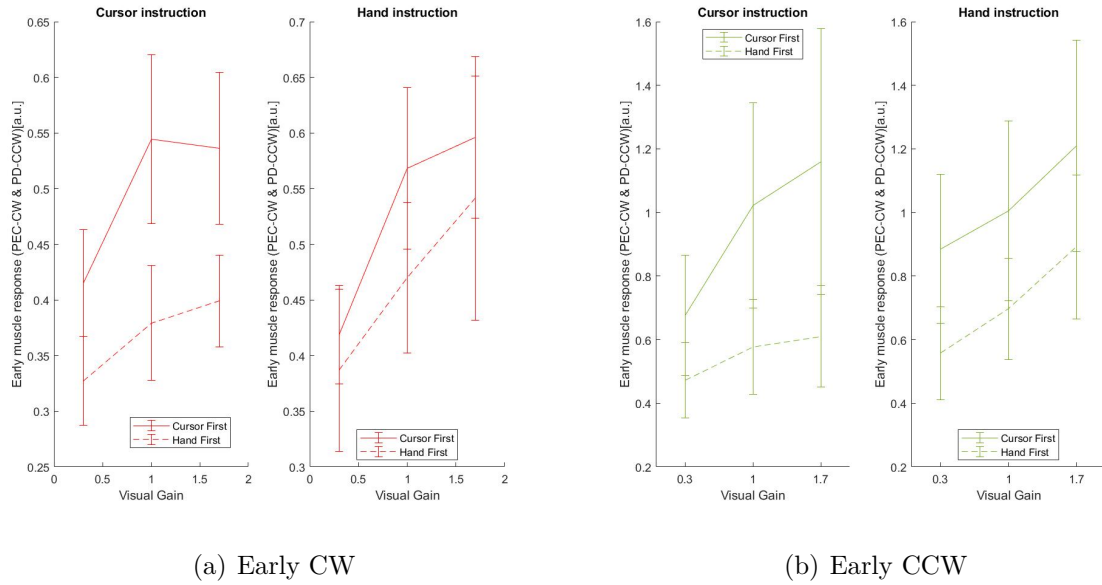 Cursor instruction
0.65
0.6
0.55
0.5
0.45
0.4
0.35
0.3
0.25
Early muscle response (PEC-CW & PD-CCW)[a.u.]
0 0.5 1 1.5 2
Visual Gain
Cursor First
Hand First
Hand instruction
0.7
0.65
0.6
0.55
0.5
0.45
0.4
0.35
0.3
Early muscle response (PEC-CW & PD-CCW)[a.u.]
0 0.5 1 1.5 2
Visual Gain
Cursor First
Hand First
(a) Early CW
Cursor instruction
Cursor First
Hand First
1.6
1.4
1.2
1
0.8
0.6
0.4
0.2
Early muscle response (PEC-CW & PD-CCW)[a.u.]
0.3 1 1.7
Visual Gain
Hand instruction
1.6
1.4
1.2
1
0.8
0.6
0.4
0.2
Early muscle response (PEC-CW & PD-CCW)[a.u.]
0.3 1 1.7
Visual Gain
Cursor First
Hand First
(b) Early CCW